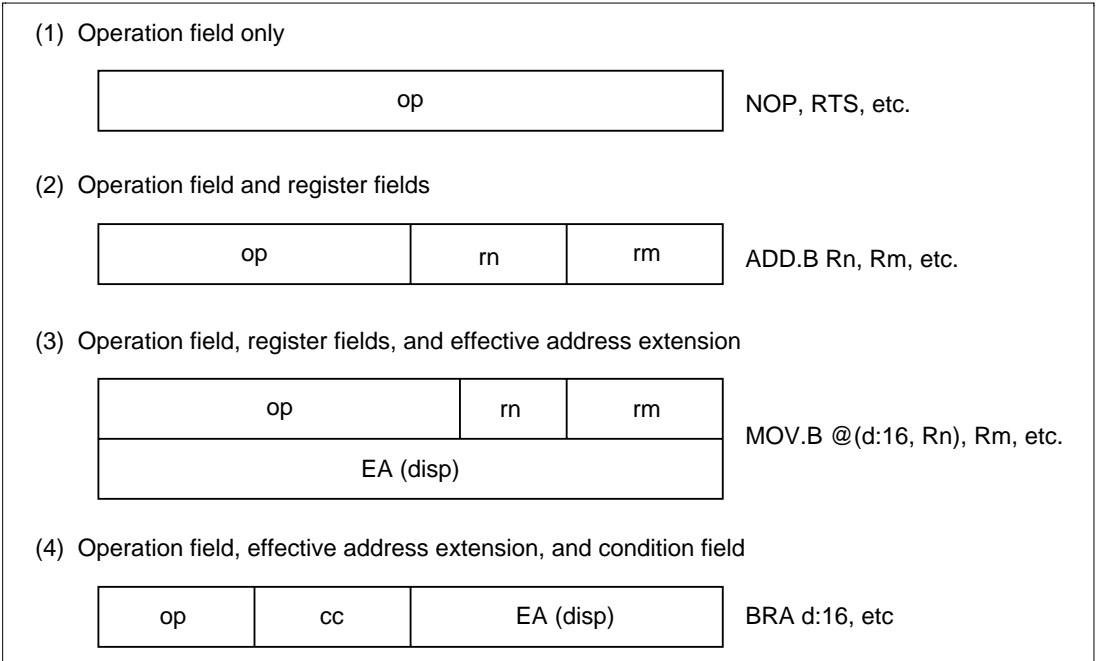 (1) Operation field only
op
NOP, RTS, etc.
(2) Operation field and register fields
op rn rm
ADD.B Rn, Rm, etc.
(3) Operation field, register fields, and effective address extension
op rn rm
MOV.B @(d:16, Rn), Rm, etc.
EA (disp)
(4) Operation field, effective address extension, and condition field
op cc EA (disp)
BRA d:16, etc